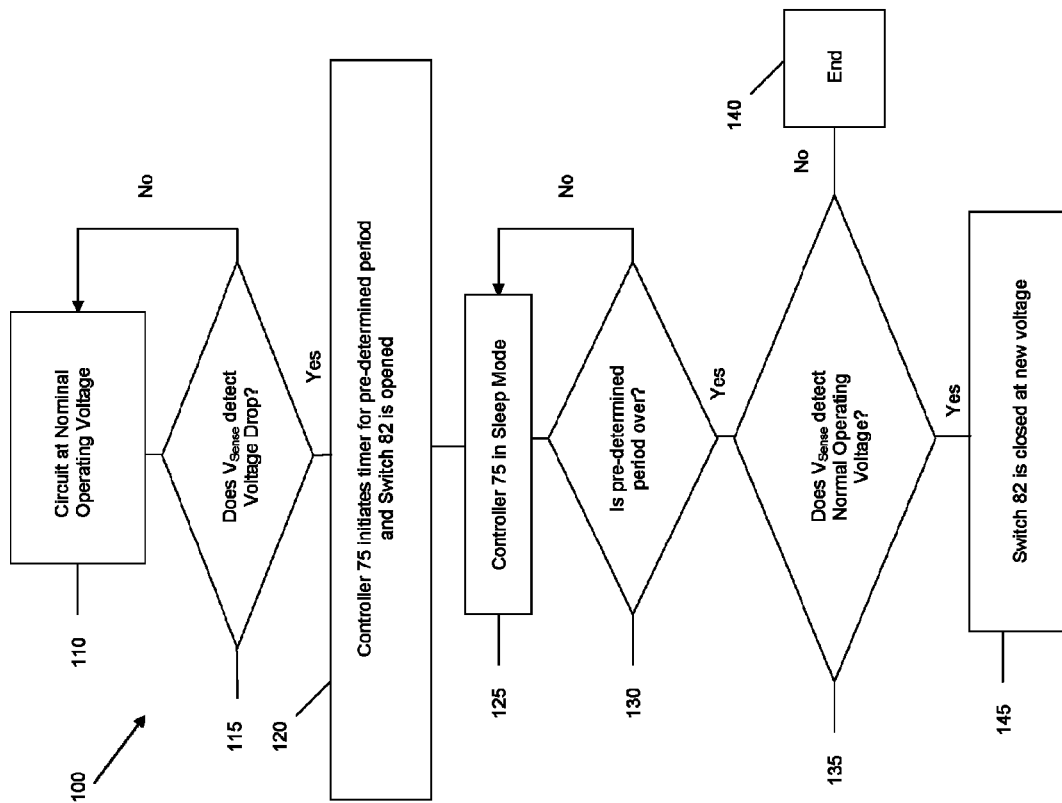 100
110
Circuit at Nominal
Operating Voltage
115
Does VSense detect
Voltage Drop?
No
Yes
120
Controller 75 initiates timer for pre-determined period
and Switch 82 is opened
125
Controller 75 in Sleep Mode
130
Is pre-determined
period over?
No
Yes
135
Does VSense detect
Normal Operating
Voltage?
No
140
End
Yes
145
Switch 82 is closed at new voltage